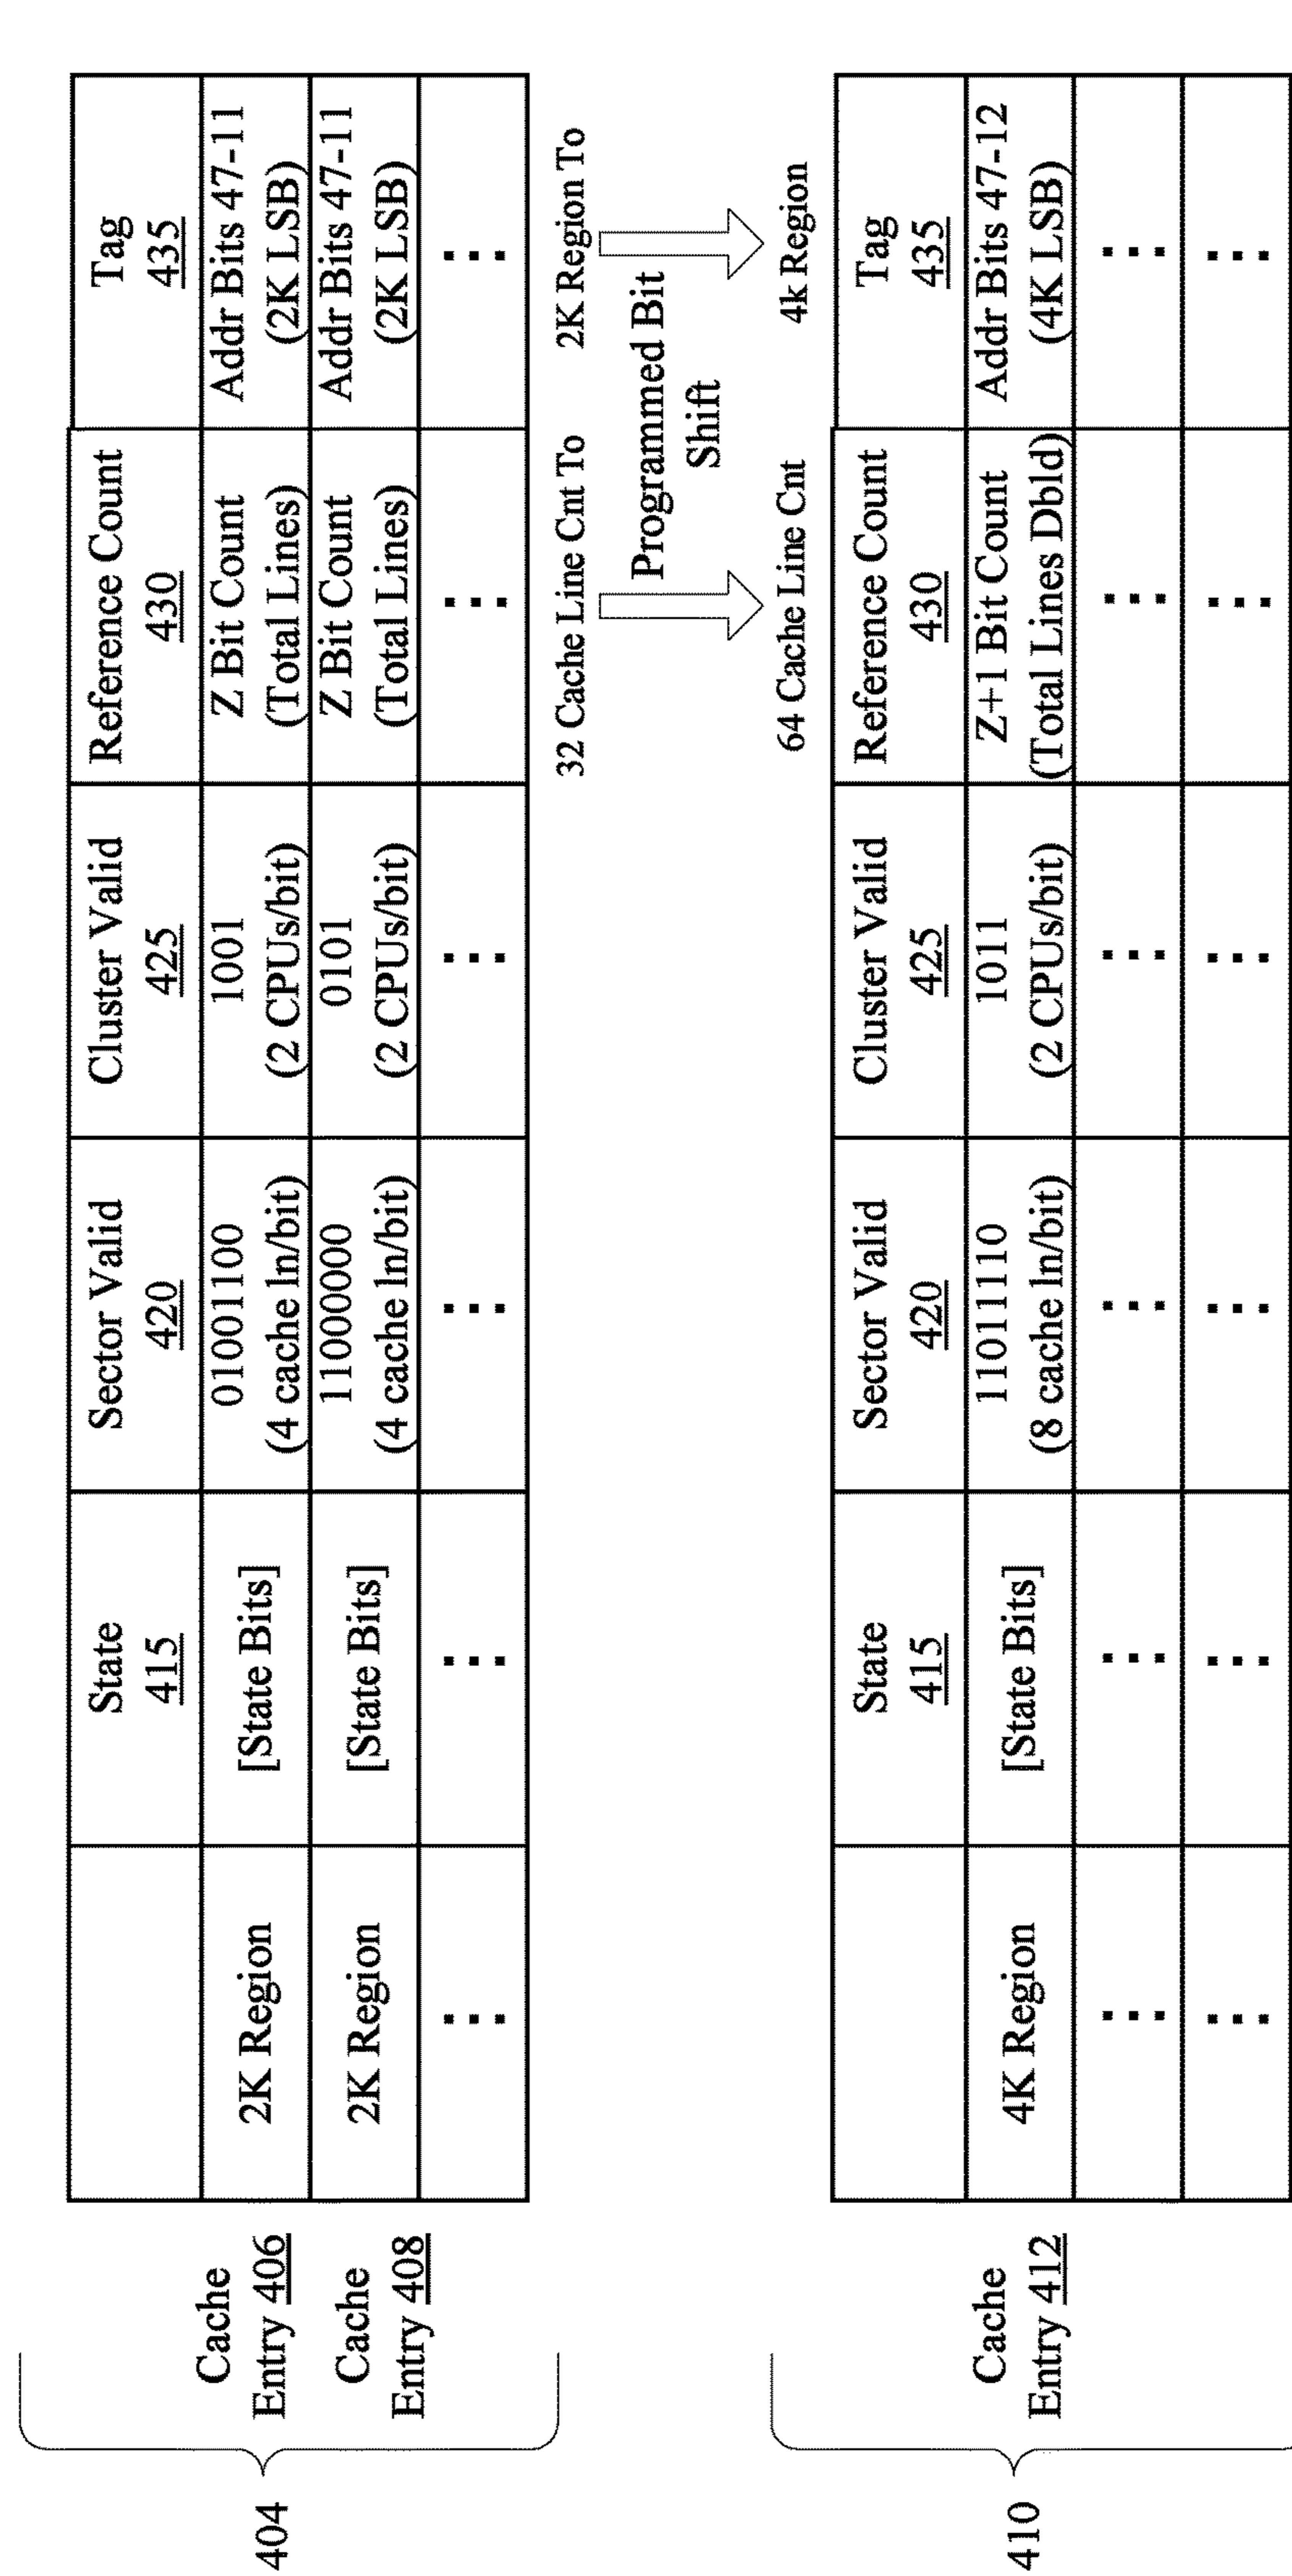 State
415
Sector Valid
420
Cluster Valid
425
Reference Count
430
Tag
435
404
Cache
Entry 406
2K Region
[State Bits]
01001100
(4 cache ln/bit)
1001
(2 CPUs/bit)
Z Bit Count
(Total Lines)
Addr Bits 47-11
(2K LSB)
Cache
Entry 408
2K Region
[State Bits]
11000000
(4 cache ln/bit)
0101
(2 CPUs/bit)
Z Bit Count
(Total Lines)
Addr Bits 47-11
(2K LSB)
32 Cache Line Cnt To
2K Region To
Programmed Bit
Shift
64 Cache Line Cnt
4k Region
State
415
Sector Valid
420
Cluster Valid
425
Reference Count
430
Tag
435
410
Cache
Entry 412
4K Region
[State Bits]
11011110
(8 cache ln/bit)
1011
(2 CPUs/bit)
Z+1 Bit Count
(Total Lines Dbld)
Addr Bits 47-12
(4K LSB)